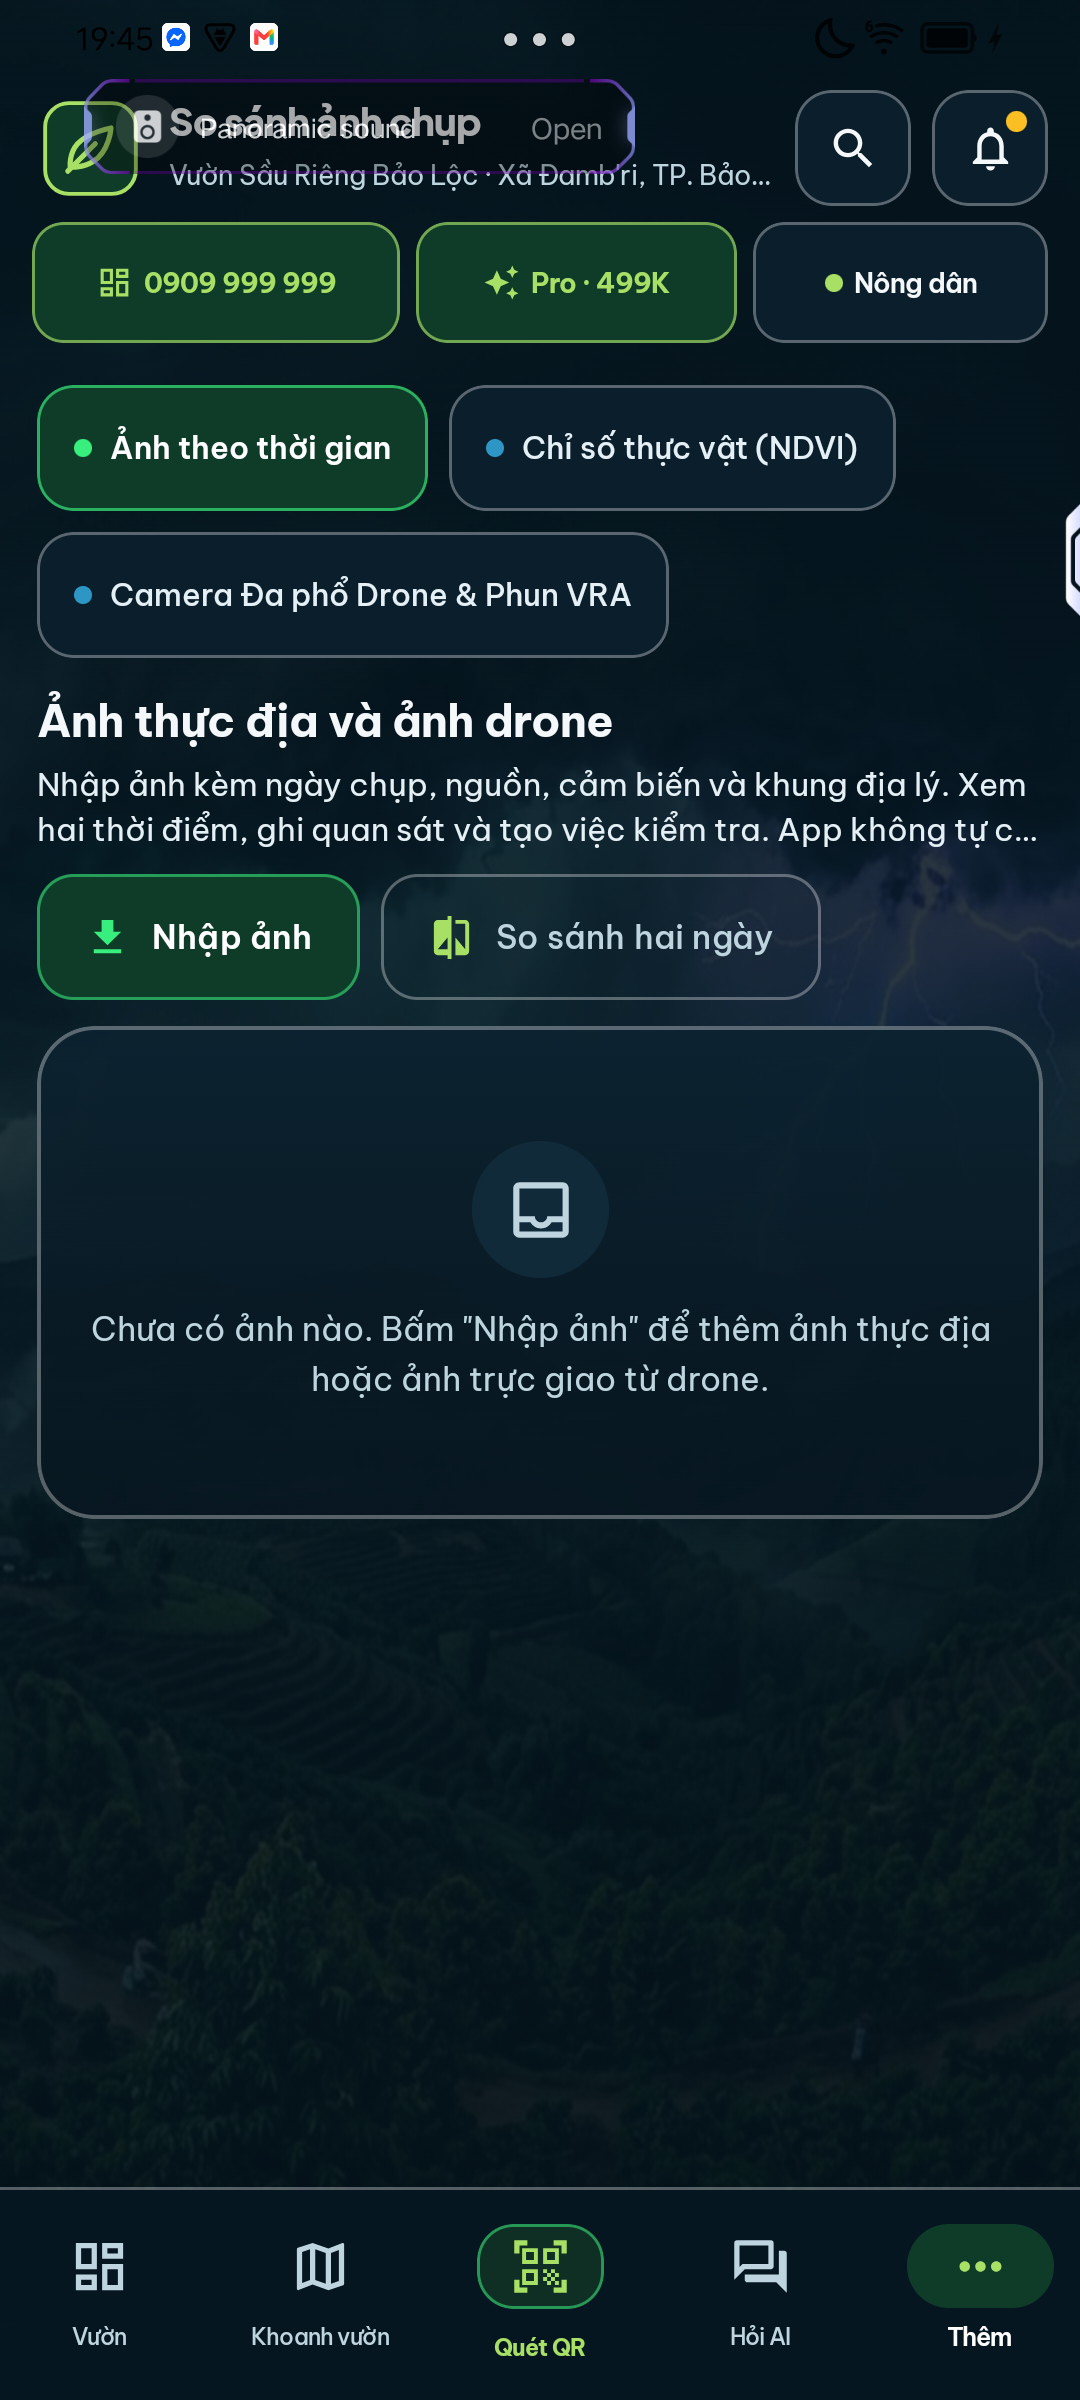 19:45
So sánh ảnh chụp
Panoramic sound
Open
Vườn Sầu Riêng Bảo Lộc · Xã Đamb'ri, TP. Bảo...
0909 999 999
Pro · 499K
Nông dân
Ảnh theo thời gian
Chỉ số thực vật (NDVI)
Camera Đa phổ Drone & Phun VRA
Ảnh thực địa và ảnh drone
Nhập ảnh kèm ngày chụp, nguồn, cảm biến và khung địa lý. Xem
hai thời điểm, ghi quan sát và tạo việc kiểm tra. App không tự c...
Nhập ảnh
So sánh hai ngày
Chưa có ảnh nào. Bấm "Nhập ảnh" để thêm ảnh thực địa
hoặc ảnh trực giao từ drone.
Vườn
Khoanh vườn
Quét QR
Hỏi AI
Thêm